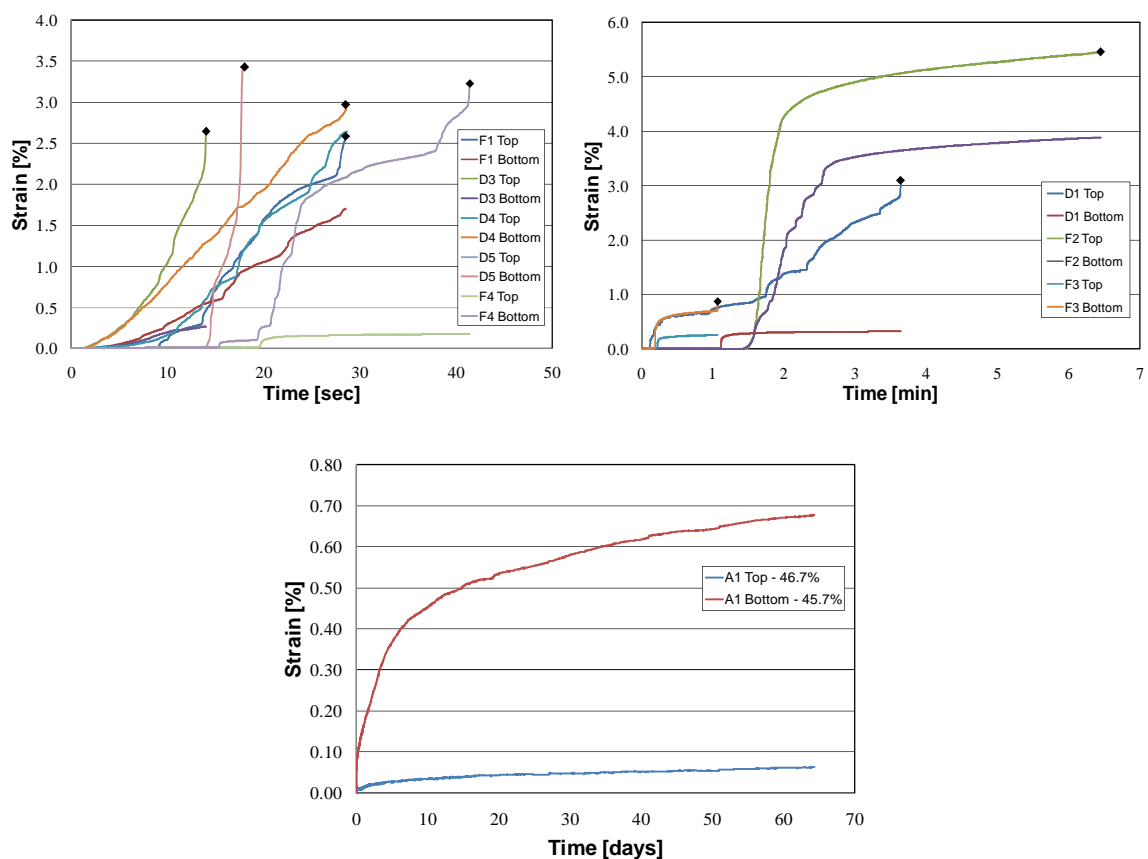 4.0
3.5
3.0
2.5
2.0
1.5
1.0
0.5
0.0
Strain [%]
0
10
20
30
40
50
Time [sec]
F1 Top
F1 Bottom
D3 Top
D3 Bottom
D4 Top
D4 Bottom
D5 Top
D5 Bottom
F4 Top
F4 Bottom
6.0
5.0
4.0
3.0
2.0
1.0
0.0
Strain [%]
0
1
2
3
4
5
6
7
Time [min]
D1 Top
D1 Bottom
F2 Top
F2 Bottom
F3 Top
F3 Bottom
0.80
0.70
0.60
0.50
0.40
0.30
0.20
0.10
0.00
Strain [%]
0
10
20
30
40
50
60
70
Time [days]
A1 Top - 46.7%
A1 Bottom - 45.7%